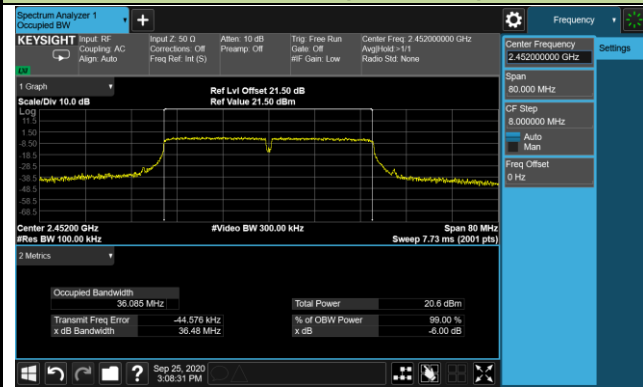 Spectrum Analyzer 1
Occupied BW
Frequency
KEYSIGHT
Input: RF
Coupling: AC
Align: Auto
Input Z: 50 Ω
Corrections: Off
Freq Ref: Int (S)
Atten: 10 dB
Preamp: Off
Trig: Free Run
Gate: Off
#IF Gain: Low
Center Freq: 2.452000000 GHz
Avg|Hold:>1/1
Radio Std: None
Center Frequency
2.452000000 GHz
Settings
Span
80.000 MHz
CF Step
8.000000 MHz
Auto
Man
Freq Offset
0 Hz
1 Graph
Scale/Div 10.0 dB
Ref Lvl Offset 21.50 dB
Ref Value 21.50 dBm
Log
11.5
1.50
-8.50
-18.5
-28.5
-38.5
-48.5
-58.5
-68.5
Center 2.45200 GHz
#Res BW 100.00 kHz
#Video BW 300.00 kHz
Span 80 MHz
Sweep 7.73 ms (2001 pts)
2 Metrics
Occupied Bandwidth
36.085 MHz
Total Power 20.6 dBm
Transmit Freq Error -44.576 kHz
% of OBW Power 99.00 %
x dB Bandwidth 36.48 MHz
x dB -6.00 dB
Sep 25, 2020
3:08:31 PM